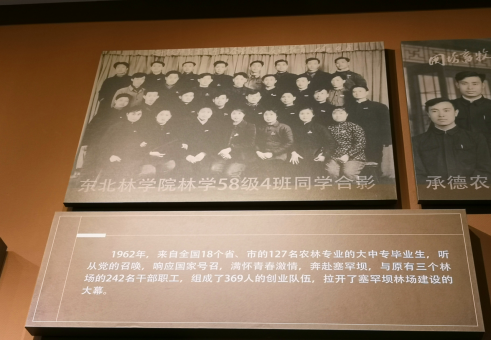 东北林学院林学58级4班同学合影
承德农
1962年，来自全国18个省、市的127名农林专业的大中专毕业生，听
从党的召唤，响应国家号召，满怀青春激情，奔赴塞罕坝，与原有三个林
场的242名干部职工，组成了369人的创业队伍，拉开了塞罕坝林场建设的
大幕。